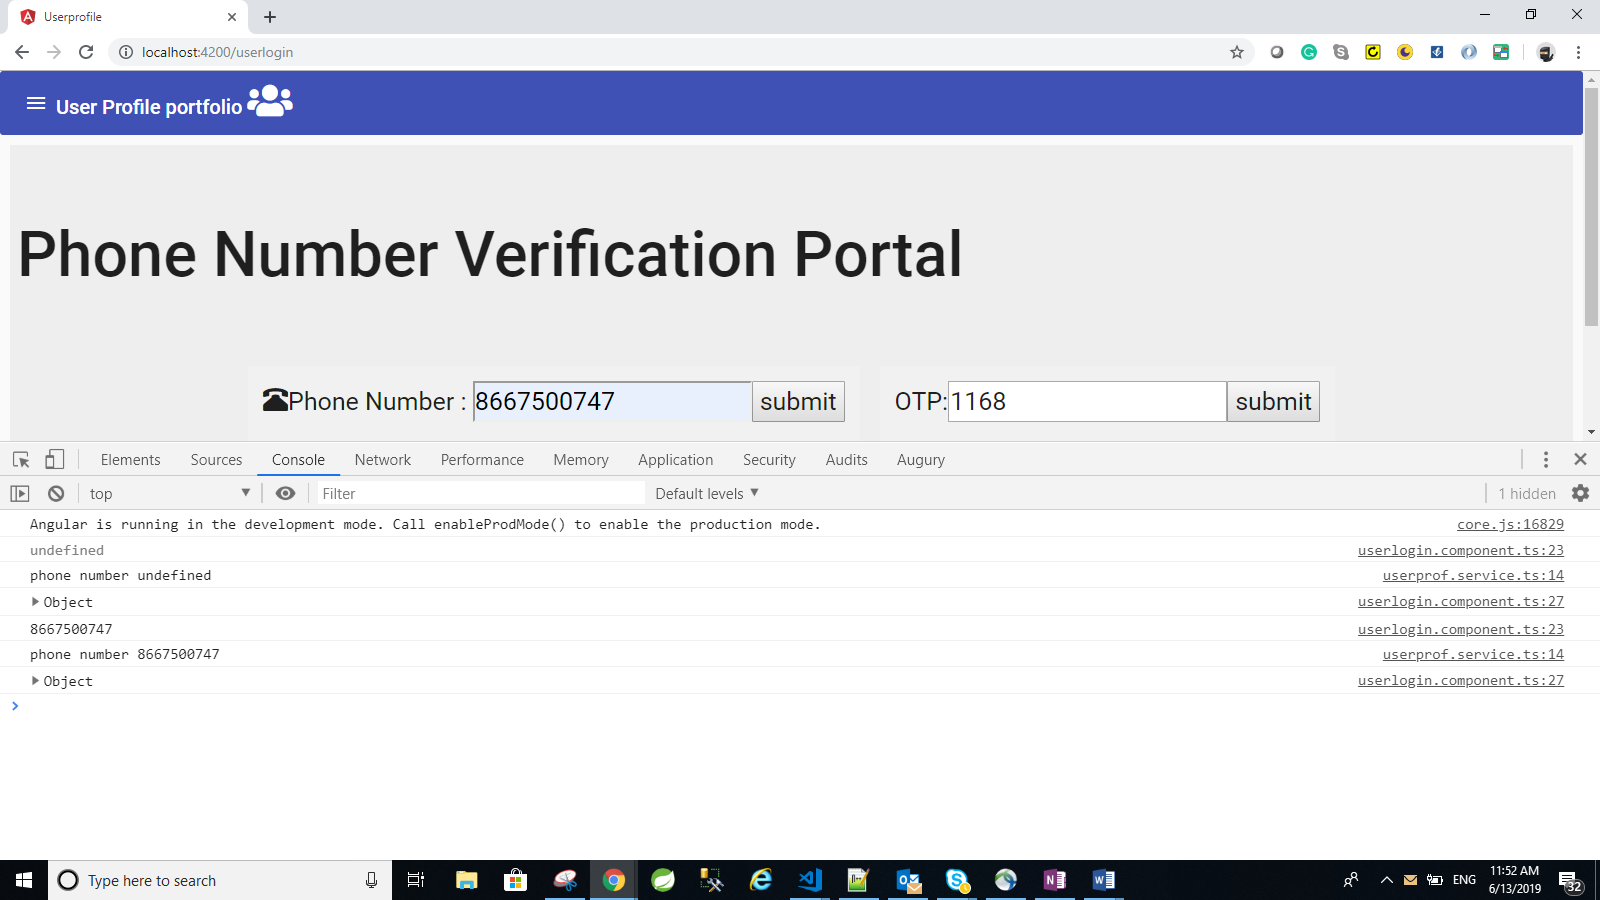 Userprofile
localhost:4200/userlogin
User Profile portfolio
Phone Number Verification Portal
Phone Number : 8667500747 submit
OTP: 1168 submit
Elements Sources Console Network Performance Memory Application Security Audits Augury
top Filter Default levels 1 hidden
Angular is running in the development mode. Call enableProdMode() to enable the production mode. core.js:16829
undefined userlogin.component.ts:23
phone number undefined userprof.service.ts:14
Object userlogin.component.ts:27
8667500747 userlogin.component.ts:23
phone number 8667500747 userprof.service.ts:14
Object userlogin.component.ts:27
Type here to search
ENG
11:52 AM
6/13/2019
32